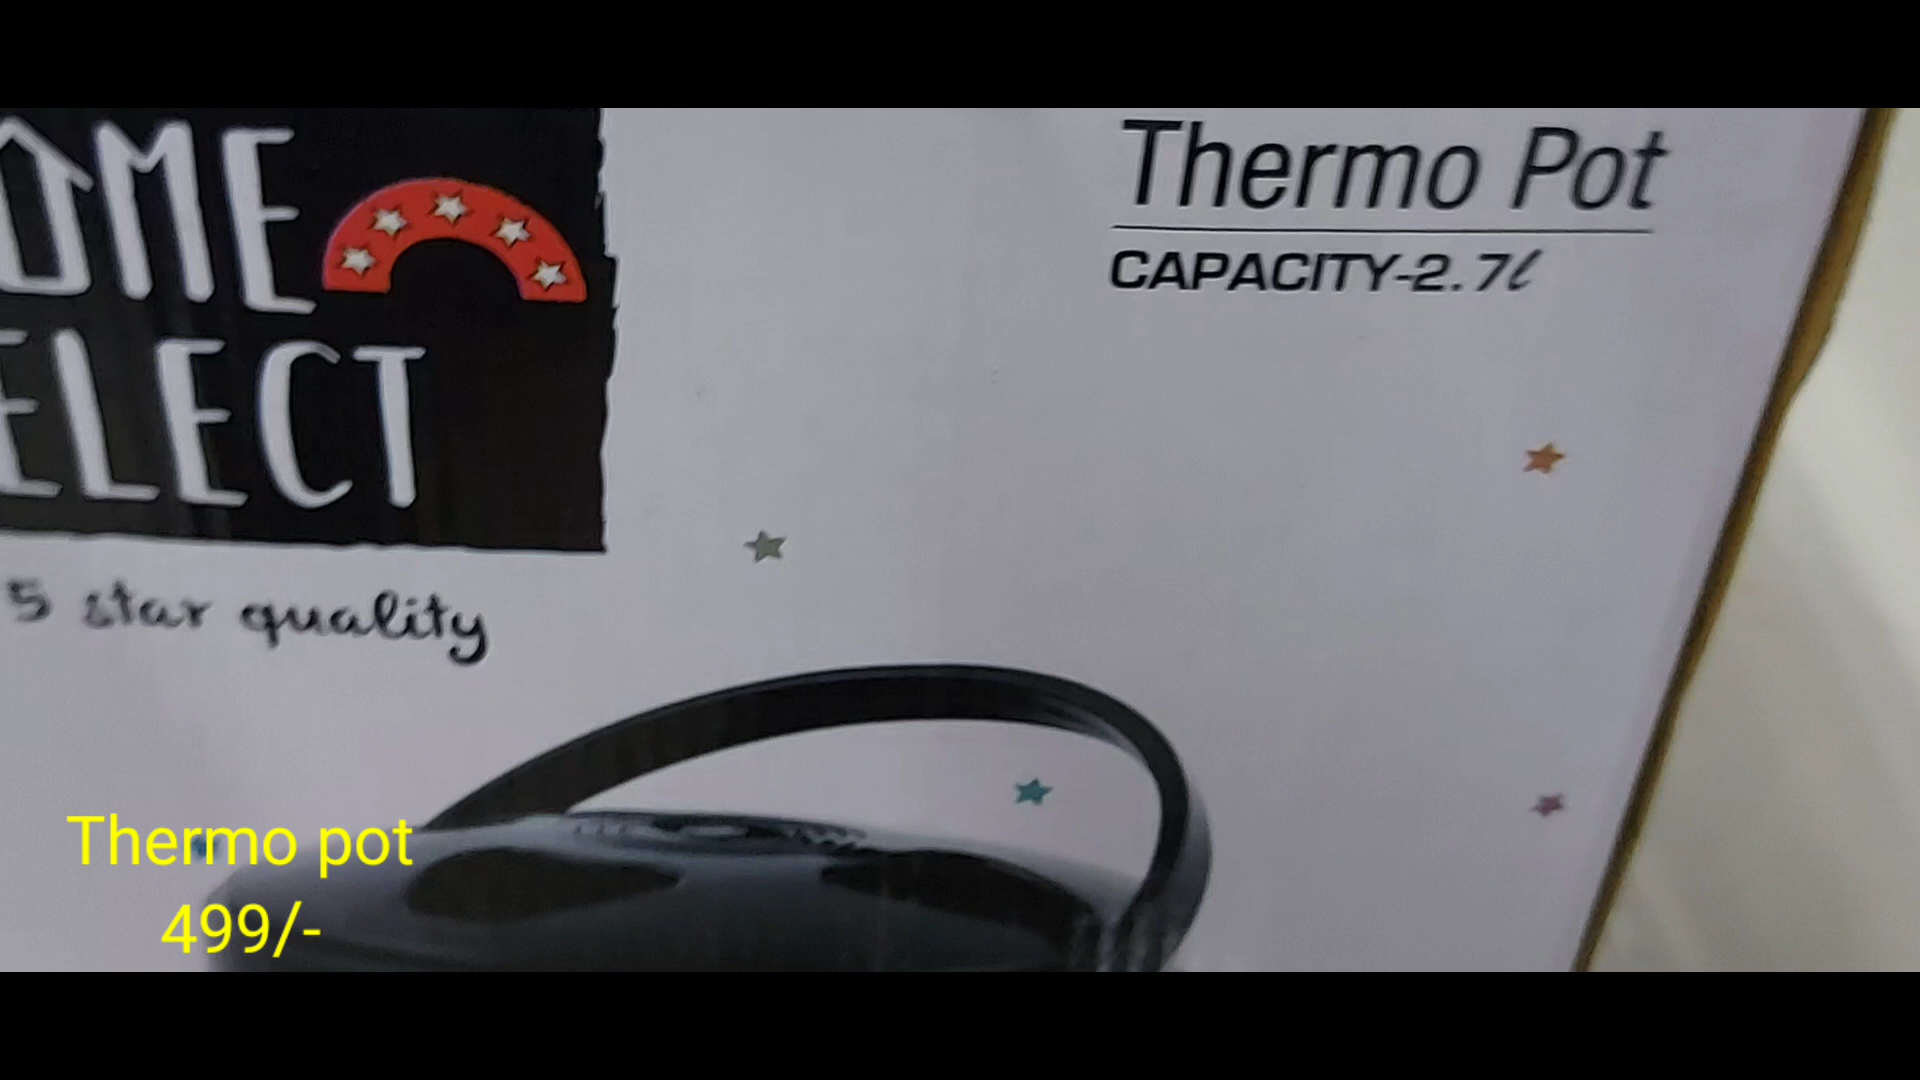 OME
ELECT
5 star quality
Thermo Pot
CAPACITY-2.7l
Thermo pot
499/-